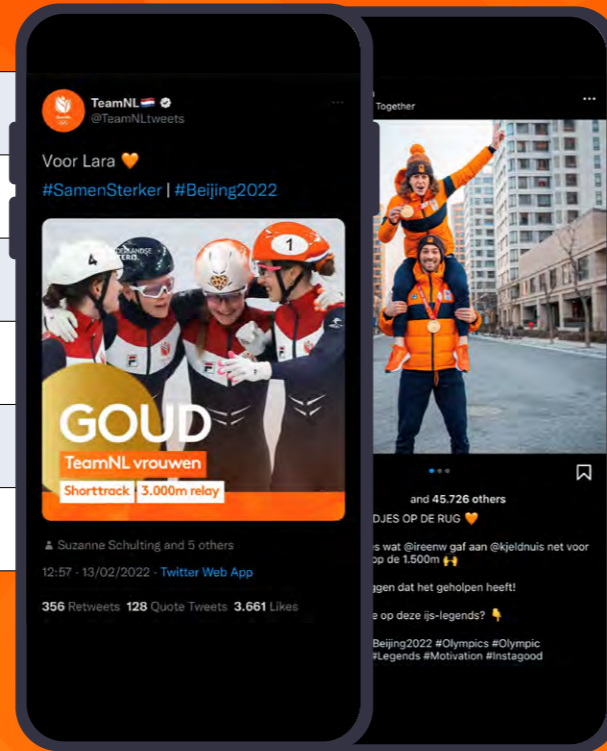 TeamNL
@TeamNLtweets
Voor Lara 🧡
#SamenSterker | #Beijing2022
4
1
GOUD
TeamNL vrouwen
Shorttrack 3.000m relay
Suzanne Schulting and 5 others
12:57 · 13/02/2022 · Twitter Web App
356 Retweets 128 Quote Tweets 3.661 Likes
Together
and 45.726 others
DJES OP DE RUG 🧡
s wat @ireenw gaf aan @kjeldnuis net voor
op de 1.500m 🙌
ggen dat het geholpen heeft!
e op deze ijs-legends? 👇
Beijing2022 #Olympics #Olympic
#Legends #Motivation #Instagood